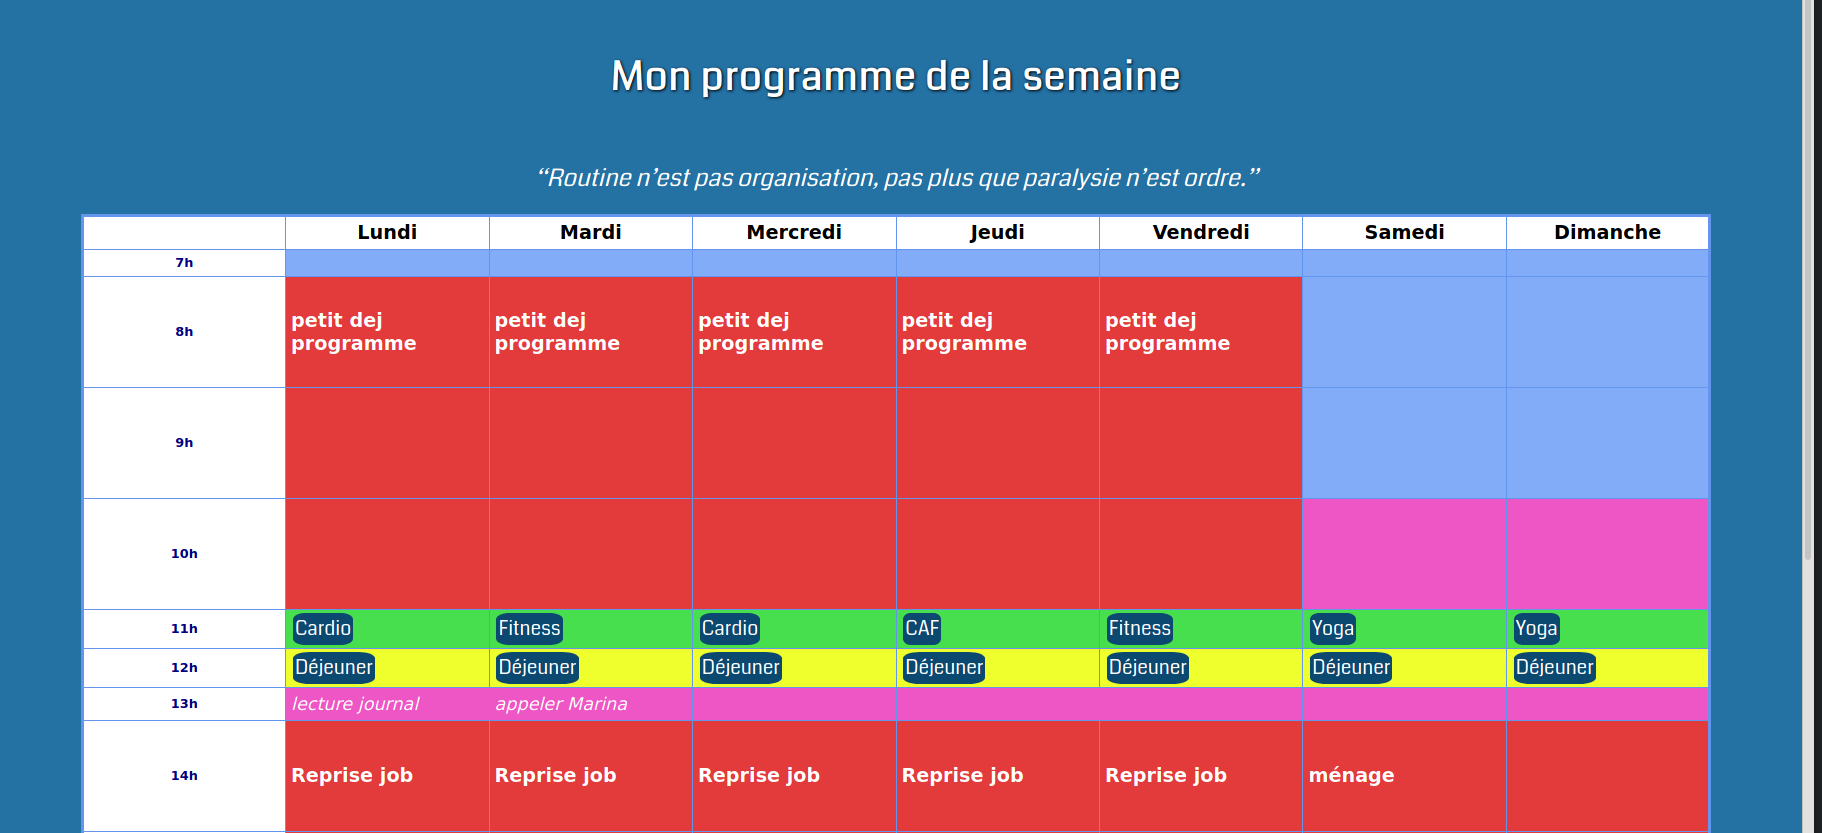 Mon programme de la semaine
“Routine n’est pas organisation, pas plus que paralysie n’est ordre.”
Lundi Mardi Mercredi Jeudi Vendredi Samedi Dimanche
7h
8h petit dej programme petit dej programme petit dej programme petit dej programme petit dej programme
9h
10h
11h Cardio Fitness Cardio CAF Fitness Yoga Yoga
12h Déjeuner Déjeuner Déjeuner Déjeuner Déjeuner Déjeuner Déjeuner
13h lecture journal appeler Marina
14h Reprise job Reprise job Reprise job Reprise job Reprise job ménage